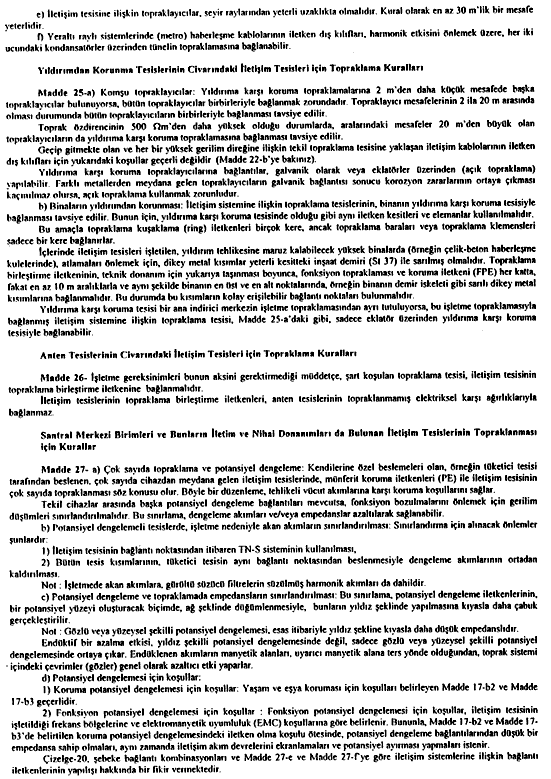 e) İletişim tesisine ilişkin topraklayıcılar, seyir raylarından yeterli uzaklıkta olmalıdır. Kural olarak en az 30 m'lik bir mesafe
yeterlidir.
f) Yeraltı raylı sistemlerinde (metro) haberleşme kablolarının iletken dış kılıfları, harmonik etkisini önlemek üzere, her iki
ucundaki kondansatörler üzerinden tünelin topraklamasına bağlanabilir.
Yıldırımdan Korunma Tesislerinin Civarındaki İletişim Tesisleri için Topraklama Kuralları
Madde 25-a) Komşu topraklayıcılar: Yıldırıma karşı koruma topraklamalarına 2 m'den daha küçük mesafede başka
topraklayıcılar bulunuyorsa, bütün topraklayıcılar birbirleriyle bağlanmak zorundadır. Topraklayıcı mesafelerinin 2 ila 20 m arasında
olması durumunda bütün topraklayıcıların birbirleriyle bağlanması tavsiye edilir.
Toprak özdirencinin 500 Ωm'den daha yüksek olduğu durumlarda, aralarındaki mesafeler 20 m'den büyük olan
topraklayıcıların da yıldırıma karşı koruma topraklamasına bağlanması tavsiye edilir.
Geçip gitmekte olan ve her bir yüksek gerilim direğine ilişkin tekil topraklama tesisine yaklaşan iletişim kablolarının iletken
dış kılıfları için yukarıdaki koşullar geçerli değildir (Madde 22-b'ye bakınız).
Yıldırıma karşı koruma topraklayıcılarına bağlantılar, galvanik olarak veya eklatörler üzerinden (açık topraklama)
yapılabilir. Farklı metallerden meydana gelen topraklayıcıların galvanik bağlantısı sonucu korozyon zararlarının ortaya çıkması
kaçınılmaz olursa, açık topraklama kullanmak zorunludur.
b) Binaların yıldırımdan korunması: İletişim sistemine ilişkin topraklama tesislerinin, binanın yıldırıma karşı koruma tesisiyle
bağlanması tavsiye edilir. Bunun için, yıldırıma karşı koruma tesisinde olduğu gibi aynı iletken kesitleri ve elemanlar kullanılmalıdır.
Bu amaçla topraklama kuşaklama (ring) iletkenleri birçok kere, ancak topraklama baraları veya topraklama klemensleri
sadece bir kere bağlanırlar.
İçlerinde iletişim tesisleri işletilen, yıldırım tehlikesine maruz kalabilecek yüksek binalarda (örneğin çelik-beton haberleşme
kulelerinde), atlamaları önlemek için, dikey metal kısımlar yeterli kesitteki inşaat demiri (St 37) ile sarılmış olmalıdır. Topraklama
birleştirme iletkeninin, teknik donanım için yukarıya taşınması boyunca, fonksiyon topraklaması ve koruma iletkeni (FPE) her katta,
fakat en az 10 m aralıklarla ve aynı şekilde binanın en üst ve en alt noktalarında, örneğin binanın demir iskeleti gibi sarılı dikey metal
kısımlarına bağlanmalıdır. Bu durumda bu kısımların kolay erişilebilir bağlantı noktaları bulunmalıdır.
Yıldırıma karşı koruma tesisi bir ana indirici merkezin işletme topraklamasından ayrı tutuluyorsa, bu işletme topraklamasıyla
bağlanmış iletişim sistemine ilişkin topraklama tesisi, Madde 25-a'daki gibi, sadece eklatör üzerinden yıldırıma karşı koruma
tesisiyle bağlanabilir.
Anten Tesislerinin Civarındaki İletişim Tesisleri için Topraklama Kuralları
Madde 26- İşletme gereksinimleri bunun aksini gerektirmediği müddetçe, şart koşulan topraklama tesisi, iletişim tesisinin
topraklama birleştirme iletkenine bağlanmalıdır.
İletişim tesislerinin topraklama birleştirme iletkenleri, anten tesislerinin topraklanmamış elektriksel karşı ağırlıklarıyla
bağlanmaz.
Santral Merkezi Birimleri ve Bunların İletim ve Nihai Donanımları da Bulunan İletişim Tesislerinin Topraklanması
için Kurallar
Madde 27- a) Çok sayıda topraklama ve potansiyel dengeleme: Kendilerine özel beslemeleri olan, örneğin tüketici tesisi
tarafından beslenen, çok sayıda cihazdan meydana gelen iletişim tesislerinde, münferit koruma iletkenleri (PE) ile iletişim tesisinin
çok sayıda topraklanması söz konusu olur. Böyle bir düzenleme, tehlikeli vücut akımlarına karşı koruma koşullarını sağlar.
Tekil cihazlar arasında başka potansiyel dengeleme bağlantıları mevcutsa, fonksiyon bozulmalarını önlemek için gerilim
düşümleri sınırlandırılmalıdır. Bu sınırlama, dengeleme akımları ve/veya empedanslar azaltılarak sağlanabilir.
b) Potansiyel dengelemeli tesislerde, işletme nedeniyle akan akımların sınırlandırılması: Sınırlandırma için alınacak önlemler
şunlardır:
1) İletişim tesisinin bağlantı noktasından itibaren TN-S sisteminin kullanılması,
2) Bütün tesis kısımlarının, tüketici tesisin aynı bağlantı noktasından beslenmesiyle dengeleme akımlarının ortadan
kaldırılması.
Not : İşletmede akan akımlara, gürültü süzücü filtrelerin süzülmüş harmonik akımları da dahildir.
c) Potansiyel dengeleme ve topraklamada empedansların sınırlandırılması: Bu sınırlama, potansiyel dengeleme iletkenlerinin,
bir potansiyel yüzeyi oluşturacak biçimde, ağ şeklinde düğümlenmesiyle, bunların yıldız şeklinde yapılmasına kıyasla daha çabuk
gerçekleştirilir.
Not : Gözlü veya yüzeysel şekilli potansiyel dengelemesi, esas itibariyle yıldız şekline kıyasla daha düşük empedanslıdır.
Endüktif bir azalma etkisi, yıldız şekilli potansiyel dengelemesinde değil, sadece gözlü veya yüzeysel şekilli potansiyel
dengelemesinde ortaya çıkar. Endüklenen akımların manyetik alanları, uyarıcı manyetik alana ters yönde olduğundan, toprak sistemi
içindeki çevrimler (gözler) genel olarak azaltıcı etki yaparlar.
d) Potansiyel dengelemesi için koşullar:
1) Koruma potansiyel dengelemesi için koşullar: Yaşam ve eşya koruması için koşulları belirleyen Madde 17-b2 ve Madde
17-b3 geçerlidir.
2) Fonksiyon potansiyel dengelemesi için koşullar : Fonksiyon potansiyel dengelemesi için koşullar, iletişim tesisinin
işletildiği frekans bölgelerine ve elektromanyetik uyumluluk (EMC) koşullarına göre belirlenir. Bununla, Madde 17-b2 ve Madde 17-
b3'de belirtilen koruma potansiyel dengelemesindeki iletken olma koşulu ötesinde, potansiyel dengeleme bağlantılarından düşük bir
empedansa sahip olmaları, aynı zamanda iletişim akım devrelerini ekranlamaları ve potansiyel ayırması yapmaları istenir.
Çizelge-20, şebeke bağlantı kombinasyonları ve Madde 27-e ve Madde 27-f'ye göre iletişim sistemlerine ilişkin bağlantı
iletkenlerinin yapılışı hakkında bir fikir vermektedir.